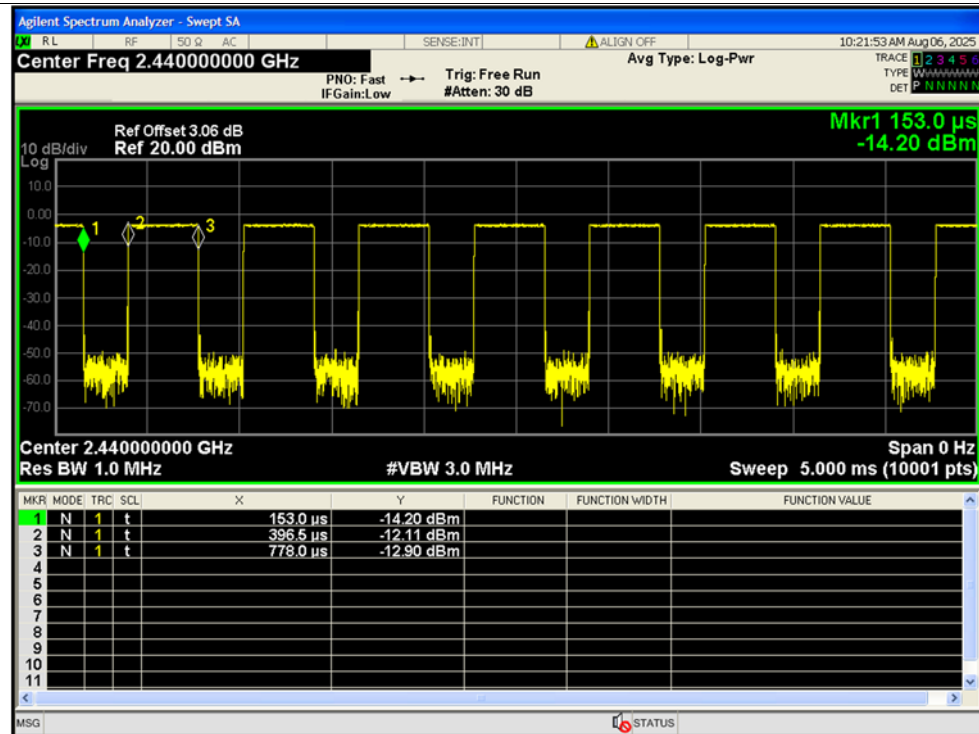 Agilent Spectrum Analyzer - Swept SA
RL RF 50 Ω AC SENSE:INT ALIGN OFF 10:21:53 AM Aug 06, 2025
Center Freq 2.440000000 GHz
PNO: Fast
IFGain:Low
Trig: Free Run
#Atten: 30 dB
Avg Type: Log-Pwr
TRACE 1 2 3 4 5 6
TYPE
DET P N N N N N
Mkr1 153.0 µs
-14.20 dBm
Ref Offset 3.06 dB
10 dB/div Ref 20.00 dBm
Log
10.0
0.00
-10.0
-20.0
-30.0
-40.0
-50.0
-60.0
-70.0
1 2 3
Center 2.440000000 GHz Span 0 Hz
Res BW 1.0 MHz #VBW 3.0 MHz Sweep 5.000 ms (10001 pts)
MKR MODE TRC SCL X Y FUNCTION FUNCTION WIDTH FUNCTION VALUE
1 N 1 t 153.0 µs -14.20 dBm
2 N 1 t 396.5 µs -12.11 dBm
3 N 1 t 778.0 µs -12.90 dBm
4
5
6
7
8
9
10
11
MSG STATUS